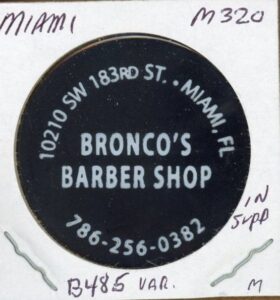 MIAMI M320
10210 SW 183RD ST. • MIAMI, FL
BRONCO'S
BARBER SHOP
786-256-0382
IN
SUPP
B485 VAR. M